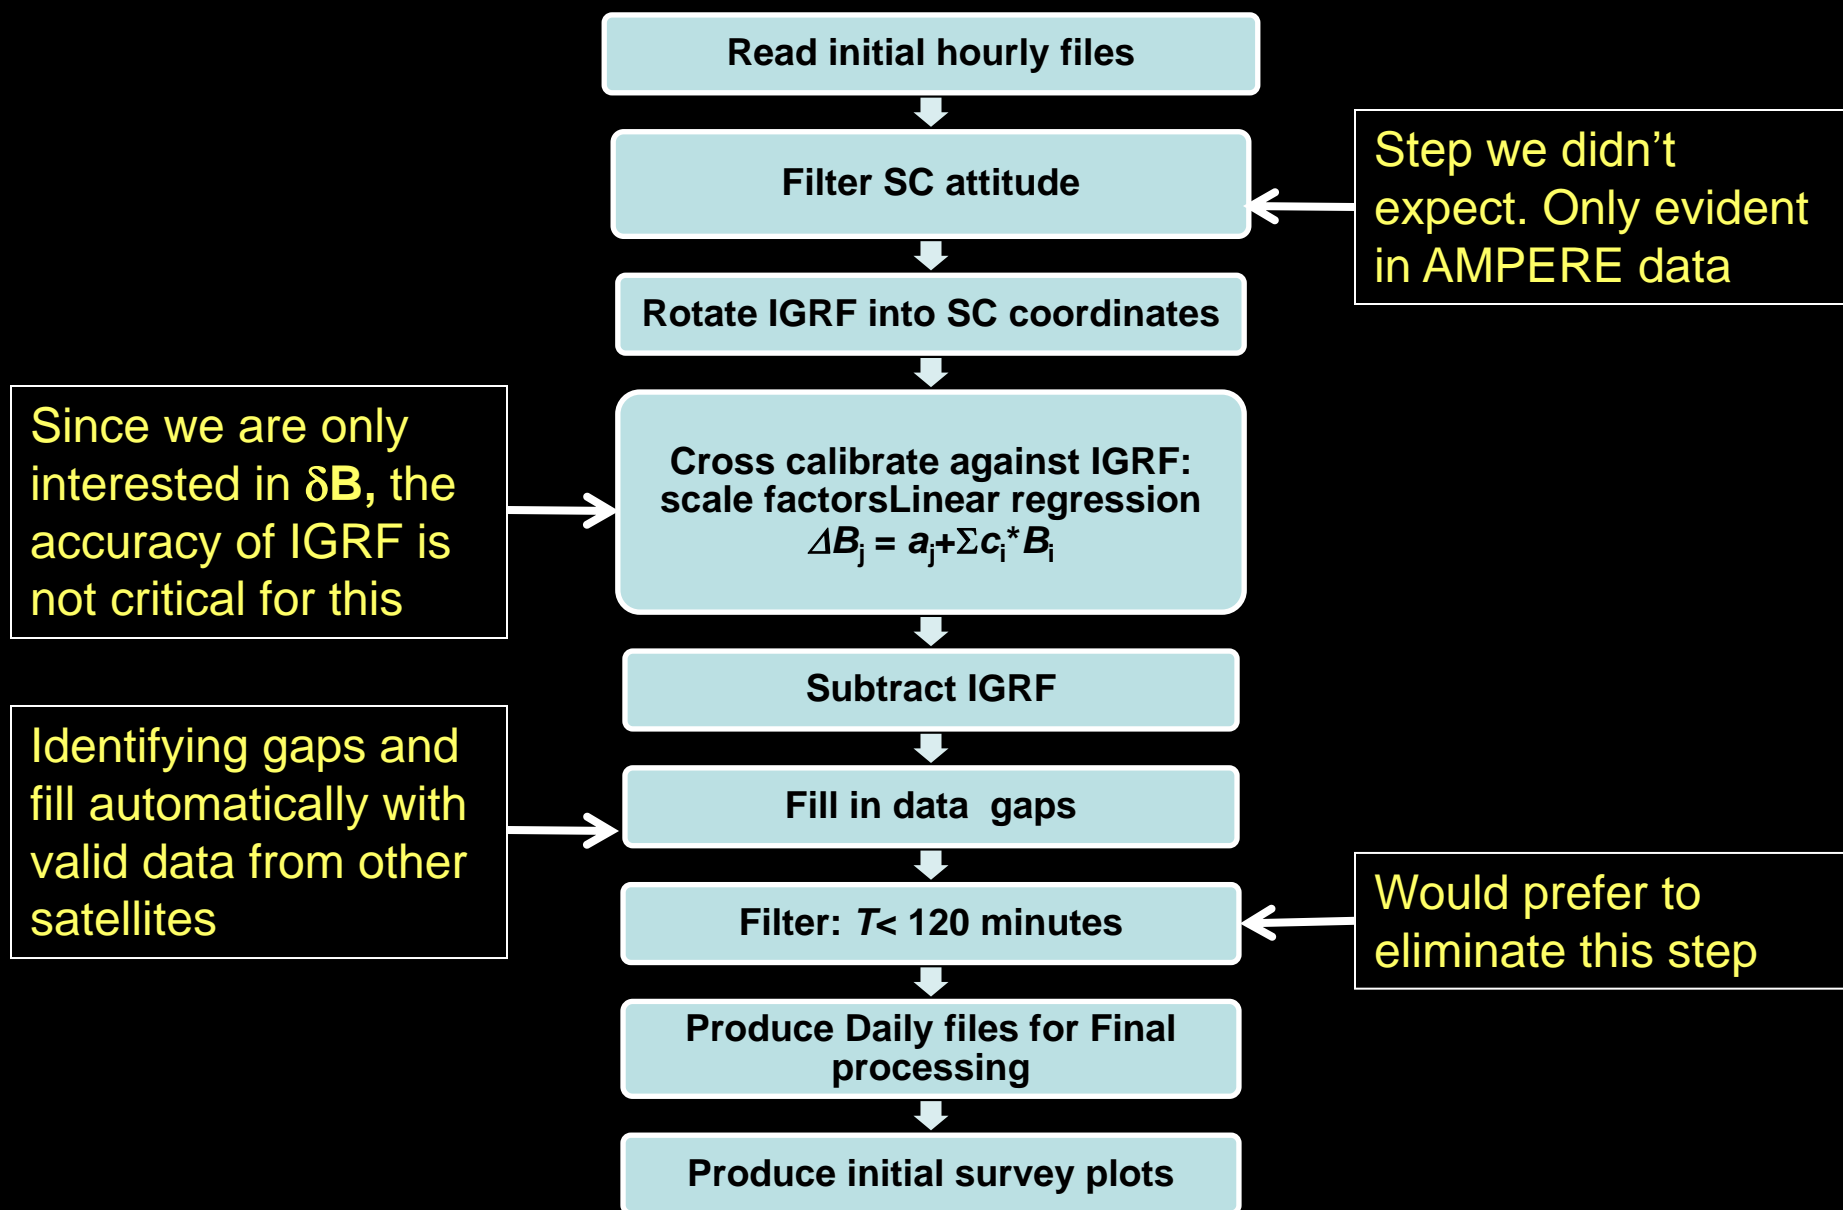 Read initial hourly files
Filter SC attitude
Step we didn’t
expect. Only evident
in AMPERE data
Rotate IGRF into SC coordinates
Since we are only
interested in δB, the
accuracy of IGRF is
not critical for this
Cross calibrate against IGRF:
scale factorsLinear regression
ΔBj = aj+Σci*Bi
Subtract IGRF
Identifying gaps and
fill automatically with
valid data from other
satellites
Fill in data  gaps
Filter: T< 120 minutes
Would prefer to
eliminate this step
Produce Daily files for Final
processing
Produce initial survey plots